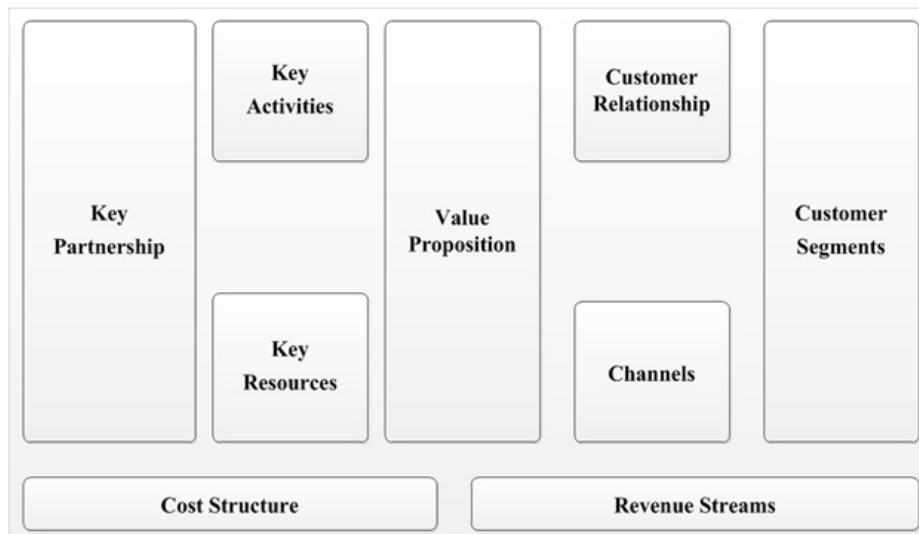 Key
Activities
Customer
Relationship
Key
Partnership
Value
Proposition
Customer
Segments
Key
Resources
Channels
Cost Structure
Revenue Streams